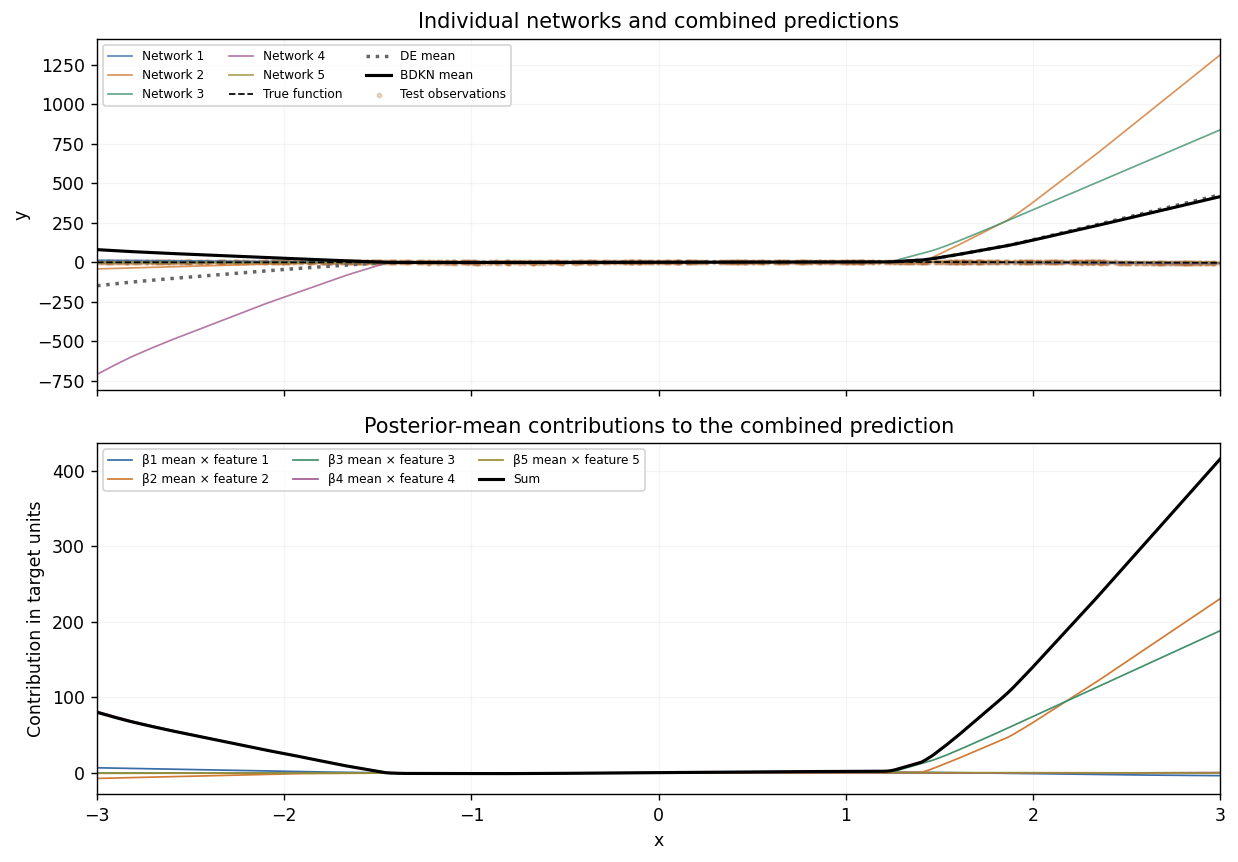 Individual networks and combined predictions
Network 1 Network 4 DE mean
Network 2 Network 5 BDKN mean
Network 3 True function Test observations
1250
1000
750
500
250
0
−250
−500
−750
y
Posterior-mean contributions to the combined prediction
β1 mean × feature 1 β3 mean × feature 3 β5 mean × feature 5
β2 mean × feature 2 β4 mean × feature 4 Sum
400
300
200
100
0
Contribution in target units
−3 −2 −1 0 1 2 3
x